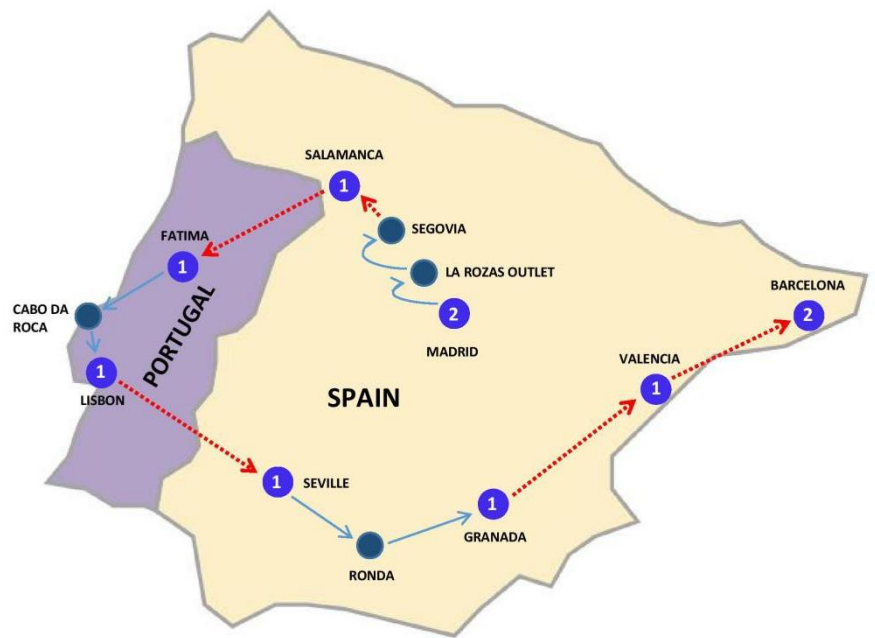 SALAMANCA
1
SEGOVIA
FATIMA
1
LA ROZAS OUTLET
BARCELONA
2
CABO DA
ROCA
2
MADRID
PORTUGAL
VALENCIA
1
1
LISBON
SPAIN
1
SEVILLE
1
GRANADA
RONDA